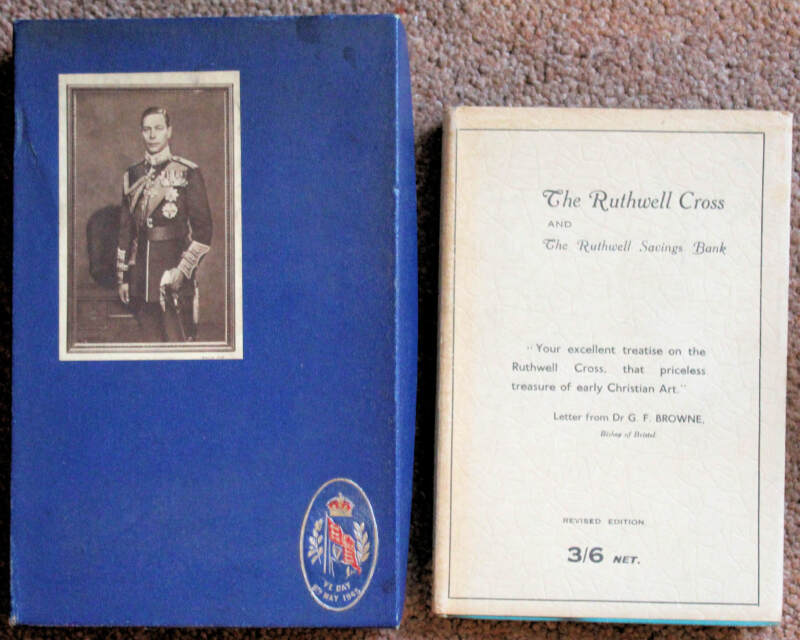 VE DAY
8TH MAY 1945
The Ruthwell Cross
AND
The Ruthwell Savings Bank
"Your excellent treatise on the
Ruthwell Cross, that priceless
treasure of early Christian Art."
Letter from Dr G. F. BROWNE,
Bishop of Bristol.
REVISED EDITION
3/6 NET.